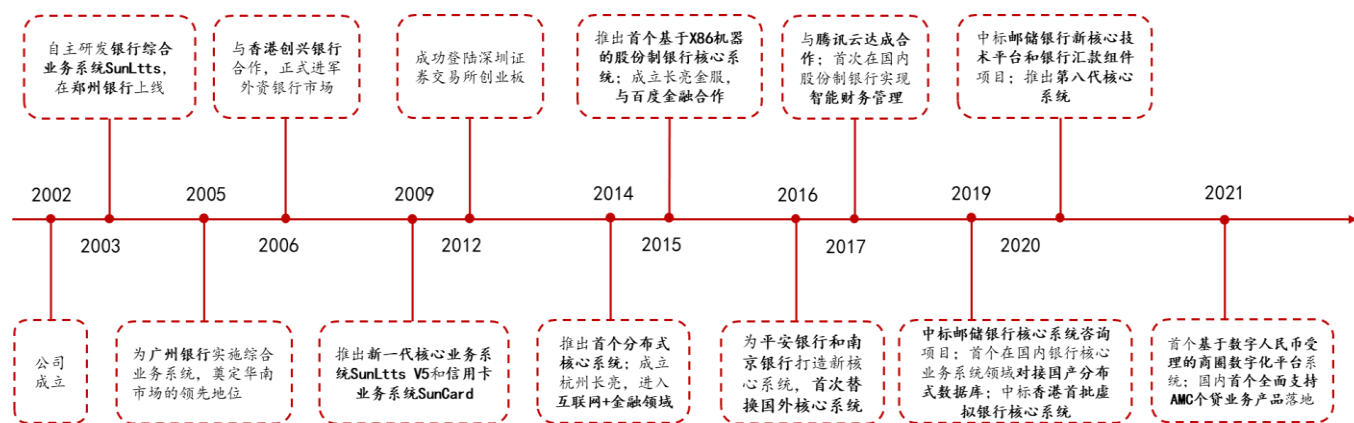 自主研发银行综合
业务系统SunLtts,
在郑州银行上线
与香港创兴银行
合作，正式进军
外资银行市场
成功登陆深圳证
券交易所创业板
推出首个基于X86机器
的股份制银行核心系
统；成立长亮金服，
与百度金融合作
与腾讯云达成合
作；首次在国内
股份制银行实现
智能财务管理
中标邮储银行新核心技
术平台和银行汇款组件
项目；推出第八代核心
系统
2002
2005
2009
2014
2016
2019
2021
2003
2006
2012
2015
2017
2020
公司
成立
为广州银行实施综合
业务系统，奠定华南
市场的领先地位
推出新一代核心业务系
统SunLtts V5和信用卡
业务系统SunCard
推出首个分布式
核心系统；成立
杭州长亮，进入
互联网+金融领域
为平安银行和南
京银行打造新核
心系统，首次替
换国外核心系统
中标邮储银行核心系统咨询
项目；首个在国内银行核心
业务系统领域对接国产分布
式数据库；中标香港首批虚
拟银行核心系统
首个基于数字人民币受
理的商圈数字化平台系
统；国内首个全面支持
AMC个贷业务产品落地